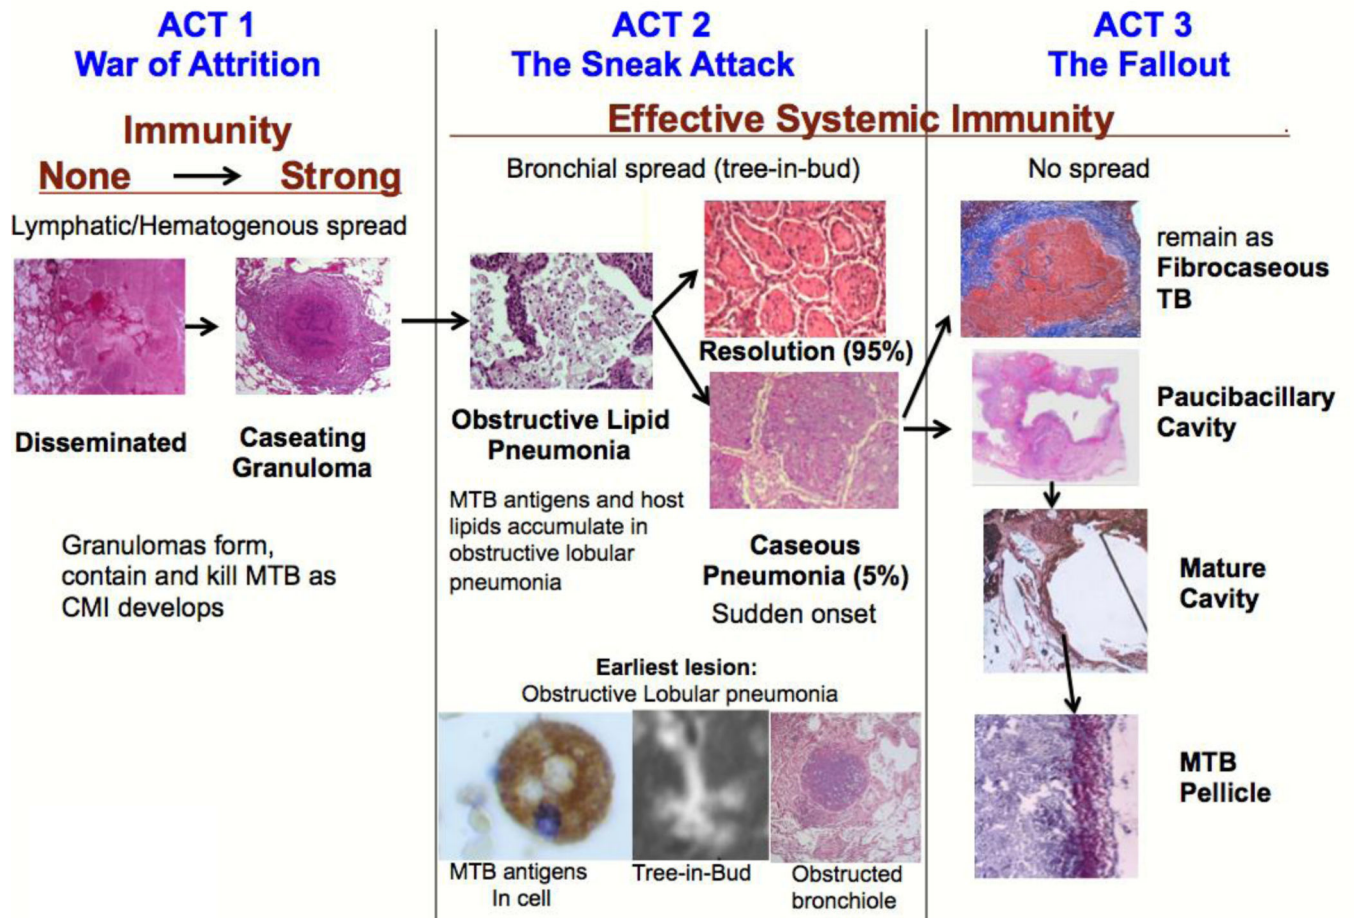 ACT 1
War of Attrition
Immunity
None
Strong
Lymphatic/Hematogenous spread
Disseminated
Caseating
Granuloma
Granulomas form,
contain and kill MTB as
CMI develops
ACT 2
The Sneak Attack
Effective Systemic Immunity
Bronchial spread (tree-in-bud)
Obstructive Lipid
Pneumonia
MTB antigens and host
lipids accumulate in
obstructive lobular
pneumonia
Resolution (95%)
Caseous
Pneumonia (5%)
Sudden onset
Earliest lesion:
Obstructive Lobular pneumonia
MTB antigens
In cell
Tree-in-Bud
Obstructed
bronchiole
ACT 3
The Fallout
No spread
remain as
Fibrocaseous
TB
Paucibacillary
Cavity
Mature
Cavity
MTB
Pellicle